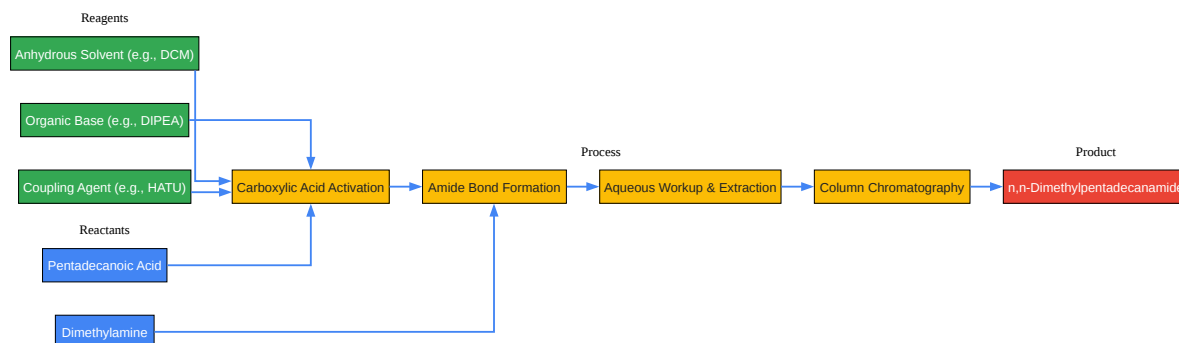 Reagents
Anhydrous Solvent (e.g., DCM)
Organic Base (e.g., DIPEA)
Coupling Agent (e.g., HATU)
Reactants
Pentadecanoic Acid
Dimethylamine
Process
Carboxylic Acid Activation
Amide Bond Formation
Aqueous Workup & Extraction
Column Chromatography
Product
n,n-Dimethylpentadecanamide